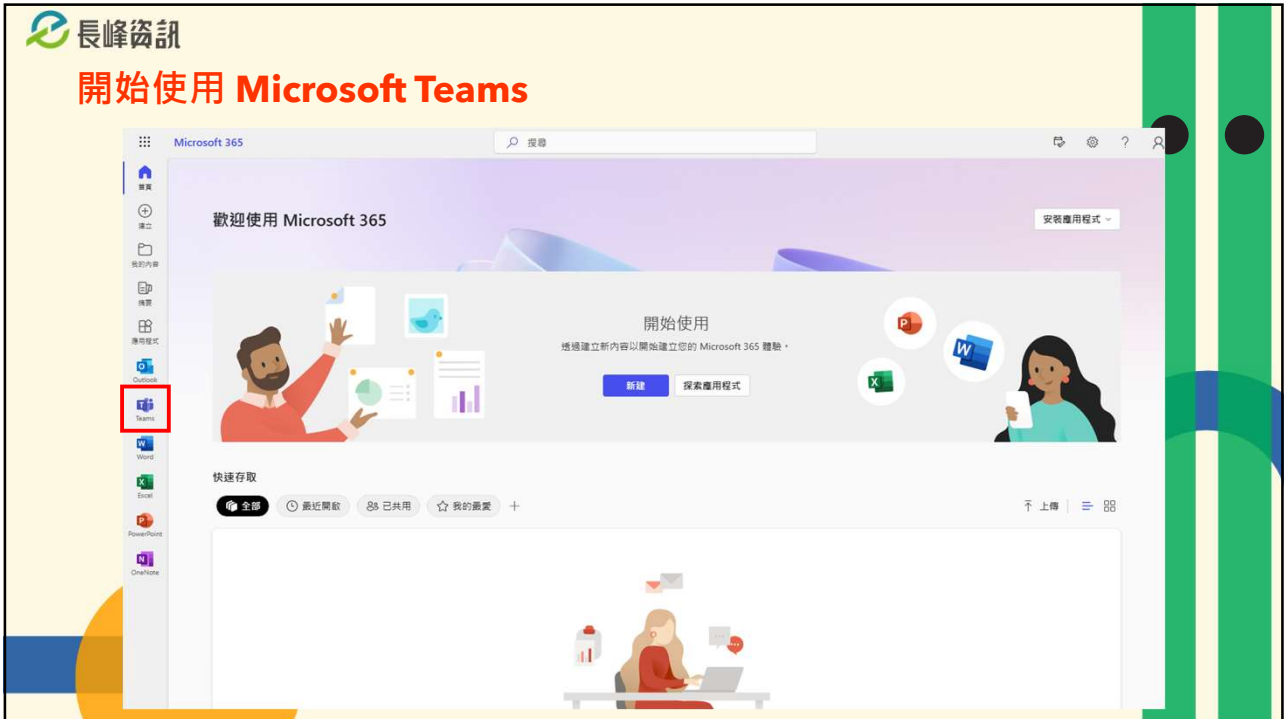 長峰資訊
開始使用 Microsoft Teams
Microsoft 365
搜尋
?
首頁
建立
我的內容
摘要
應用程式
Outlook
Teams
Word
Excel
PowerPoint
OneNote
歡迎使用 Microsoft 365
安裝應用程式
開始使用
透過建立新內容以開始建立您的 Microsoft 365 體驗。
新建
探索應用程式
快速存取
全部
最近開啟
已共用
我的最愛
+
上傳